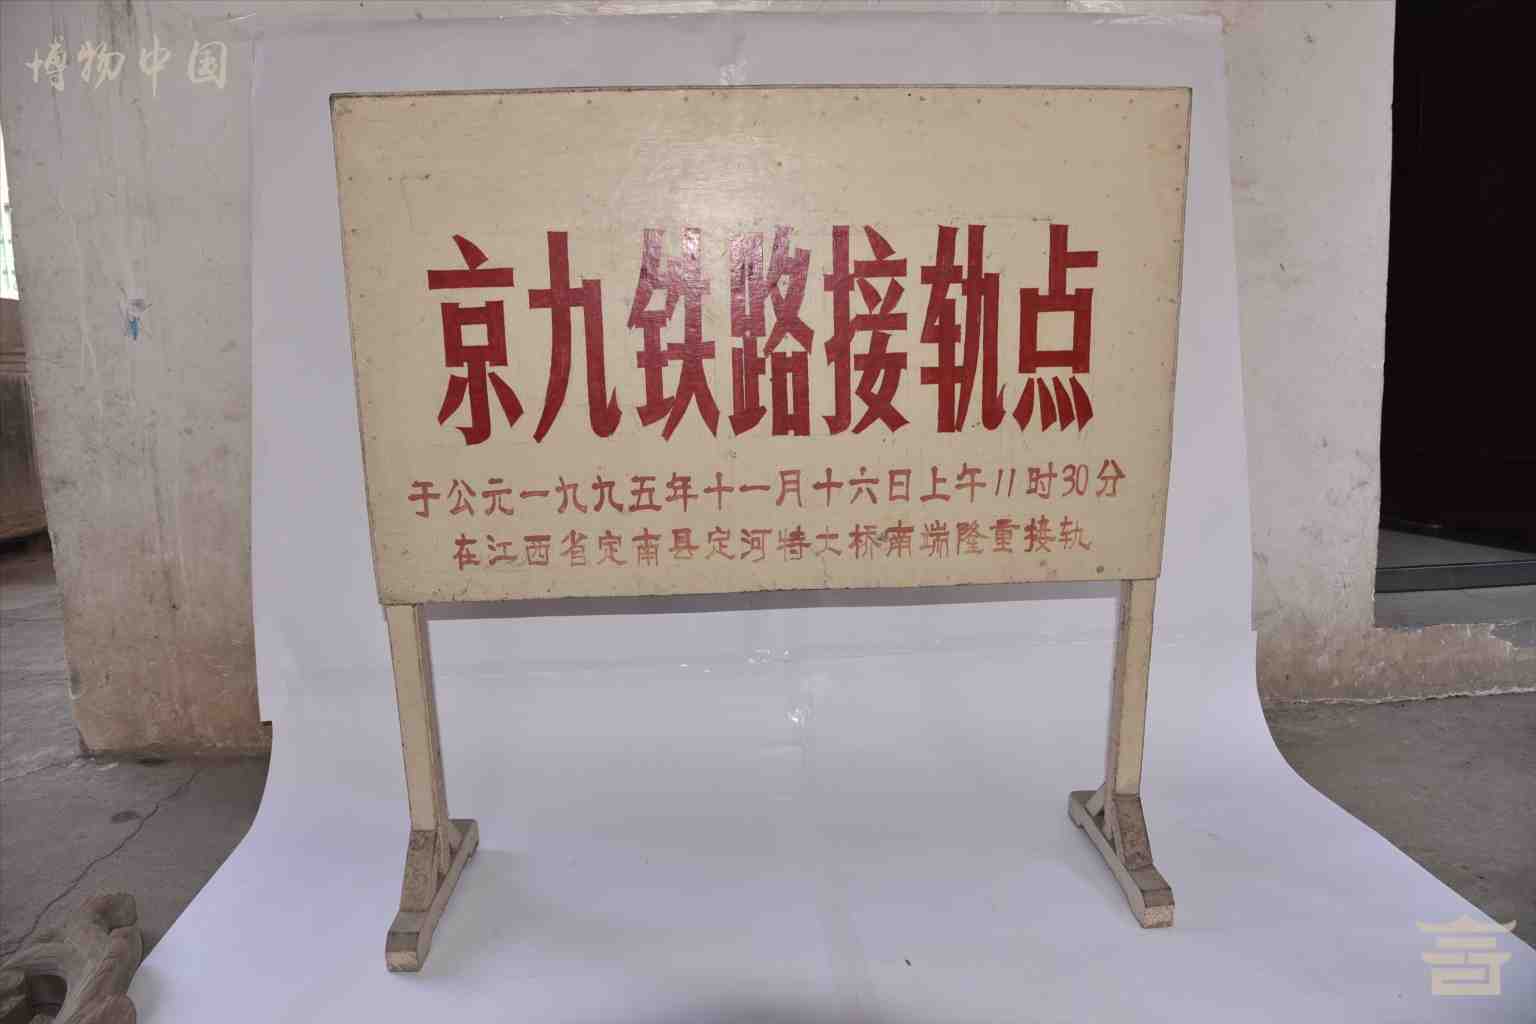 博物中国
京九铁路接轨点
于公元一九九五年十一月十六日上午11时30分
在江西省定南县定河特大桥南端隆重接轨